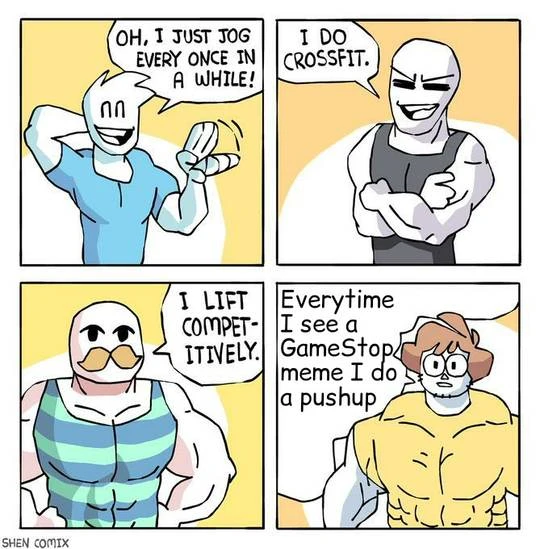 OH, I JUST JOG
EVERY ONCE IN
A WHILE!
I DO
CROSSFIT.
I LIFT
COMPET-
ITIVELY.
Everytime
I see a
GameStop
meme I do
a pushup
SHEN COMIX